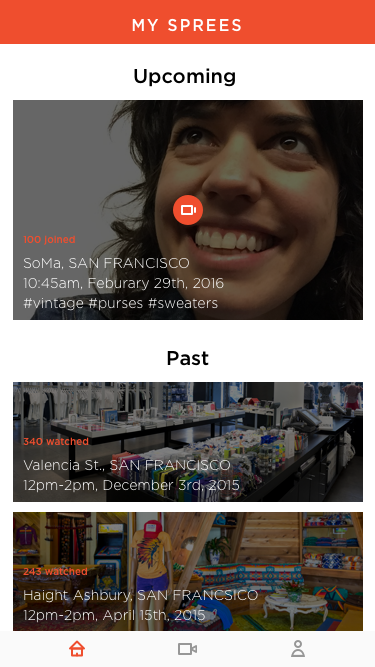 MY SPREES
Upcoming
100 joined
SoMa, SAN FRANCISCO
10:45am, Feburary 29th, 2016
#vintage #purses #sweaters
Past
340 watched
Valencia St., SAN FRANCISCO
12pm-2pm, December 3rd, 2015
243 watched
Haight Ashbury, SAN FRANCISCO
12pm-2pm, April 15th, 2015